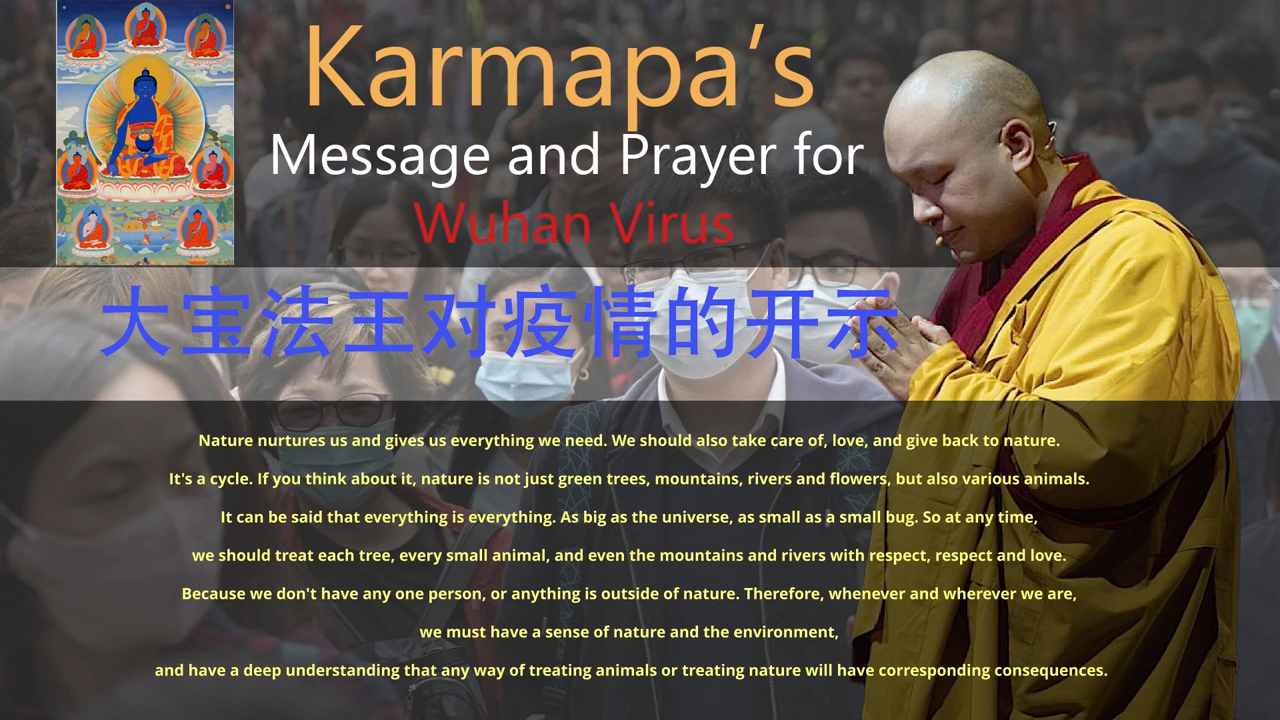 Karmapa’s
Message and Prayer for
Wuhan Virus
大宝法王对疫情的开示
Nature nurtures us and gives us everything we need. We should also take care of, love, and give back to nature.
It's a cycle. If you think about it, nature is not just green trees, mountains, rivers and flowers, but also various animals.
It can be said that everything is everything. As big as the universe, as small as a small bug. So at any time,
we should treat each tree, every small animal, and even the mountains and rivers with respect, respect and love.
Because we don't have any one person, or anything is outside of nature. Therefore, whenever and wherever we are,
we must have a sense of nature and the environment,
and have a deep understanding that any way of treating animals or treating nature will have corresponding consequences.